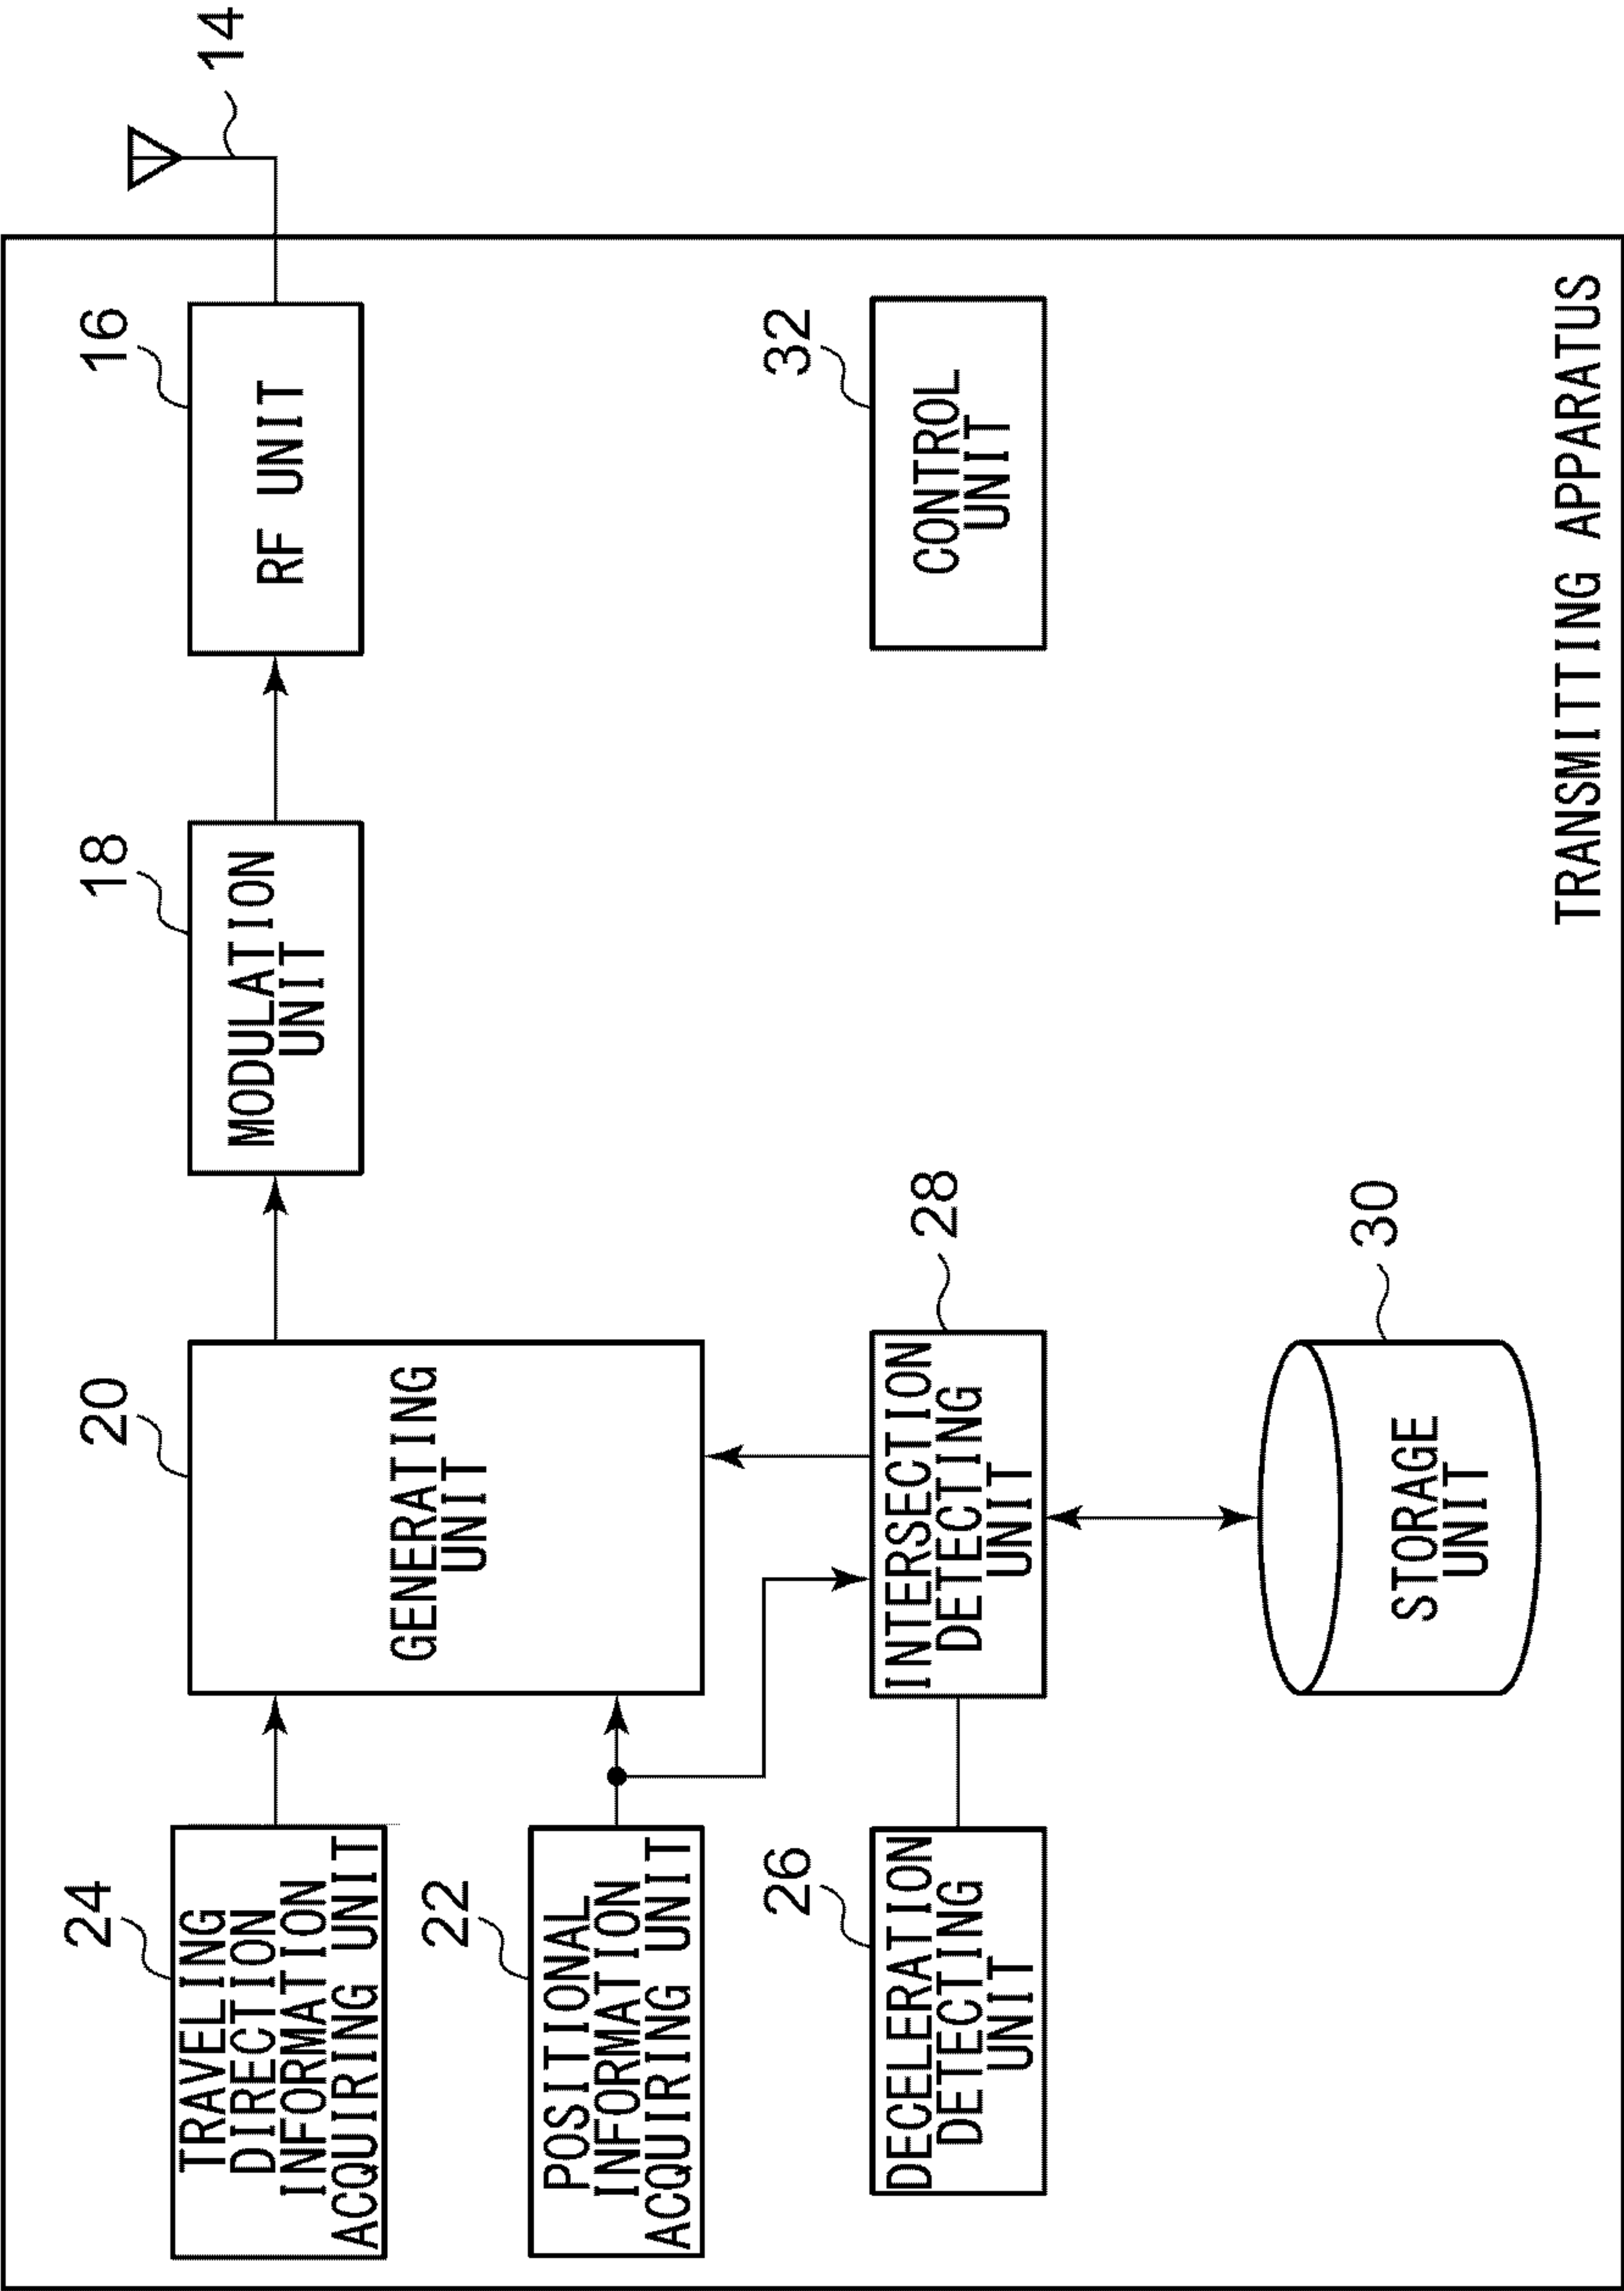 24
TRAVELING
DIRECTION
INFORMATION
ACQUIRING UNIT
20
GENERATING
UNIT
18
MODULATION
UNIT
16
RF UNIT
14
22
POSITIONAL
INFORMATION
ACQUIRING UNIT
26
DECELERATION
DETECTING
UNIT
28
INTERSECTION
DETECTING
UNIT
32
CONTROL
UNIT
30
STORAGE
UNIT
TRANSMITTING APPARATUS